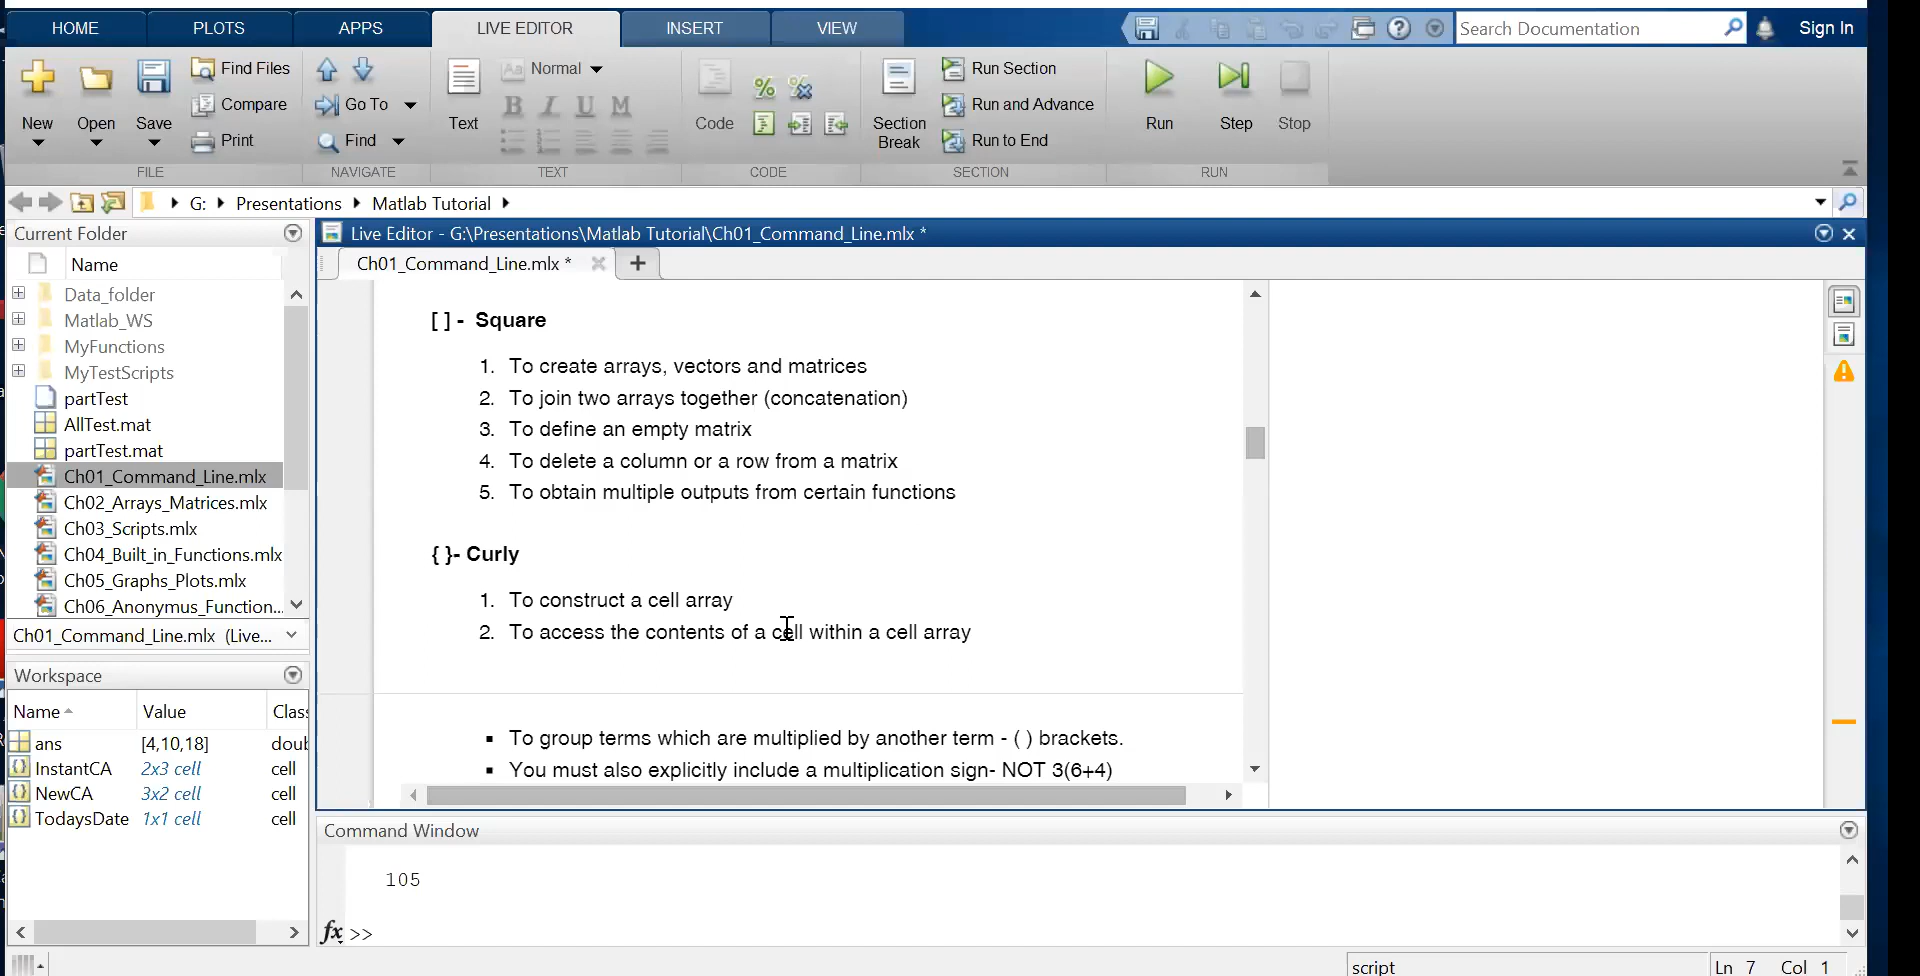 HOME PLOTS APPS LIVE EDITOR INSERT VIEW Search Documentation Sign In
New Open Save Find Files Compare Print
FILE
Go To Find
NAVIGATE
Text Aa Normal B I U M
TEXT
Code % %
CODE
Section Break Run Section Run and Advance Run to End
SECTION
Run Step Stop
RUN
G: Presentations Matlab Tutorial
Current Folder
Name
Data_folder
Matlab_WS
MyFunctions
MyTestScripts
partTest
AllTest.mat
partTest.mat
Ch01_Command_Line.mlx
Ch02_Arrays_Matrices.mlx
Ch03_Scripts.mlx
Ch04_Built_in_Functions.mlx
Ch05_Graphs_Plots.mlx
Ch06_Anonymus_Function...
Ch01_Command_Line.mlx (Live...
Workspace
Name Value Class
ans [4,10,18] doub
InstantCA 2x3 cell cell
NewCA 3x2 cell cell
TodaysDate 1x1 cell cell
Live Editor - G:\Presentations\Matlab Tutorial\Ch01_Command_Line.mlx *
Ch01_Command_Line.mlx * +
[ ] - Square
1. To create arrays, vectors and matrices
2. To join two arrays together (concatenation)
3. To define an empty matrix
4. To delete a column or a row from a matrix
5. To obtain multiple outputs from certain functions
{ }- Curly
1. To construct a cell array
2. To access the contents of a cell within a cell array
▪ To group terms which are multiplied by another term - ( ) brackets.
▪ You must also explicitly include a multiplication sign- NOT 3(6+4)
Command Window
105
fx >>
script Ln 7 Col 1